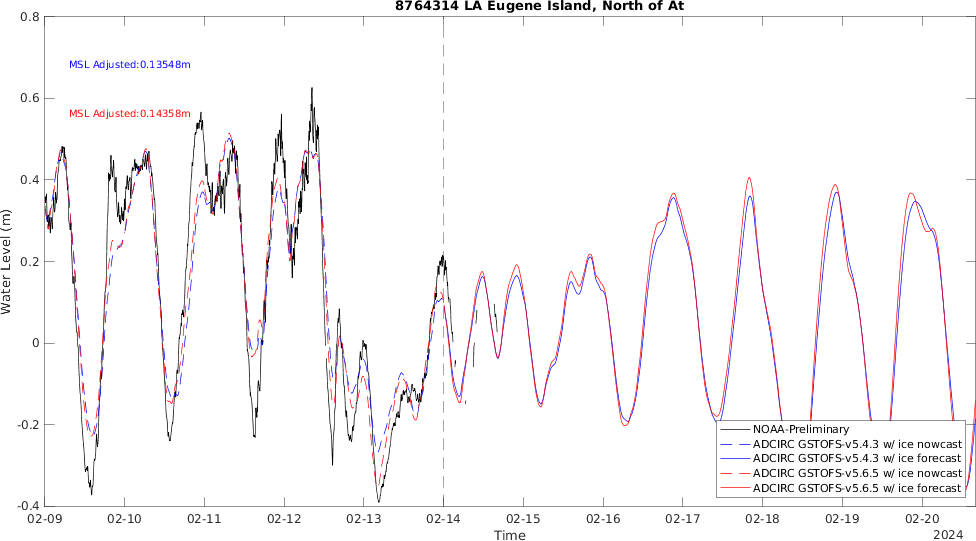 8764314 LA Eugene Island, North of At
MSL Adjusted:0.13548m
MSL Adjusted:0.14358m
Water Level (m)
0.8
0.6
0.4
0.2
0
-0.2
-0.4
NOAA-Preliminary
ADCIRC GSTOFS-v5.4.3 w/ ice nowcast
ADCIRC GSTOFS-v5.4.3 w/ ice forecast
ADCIRC GSTOFS-v5.6.5 w/ ice nowcast
ADCIRC GSTOFS-v5.6.5 w/ ice forecast
02-09 02-10 02-11 02-12 02-13 02-14 02-15 02-16 02-17 02-18 02-19 02-20
2024
Time